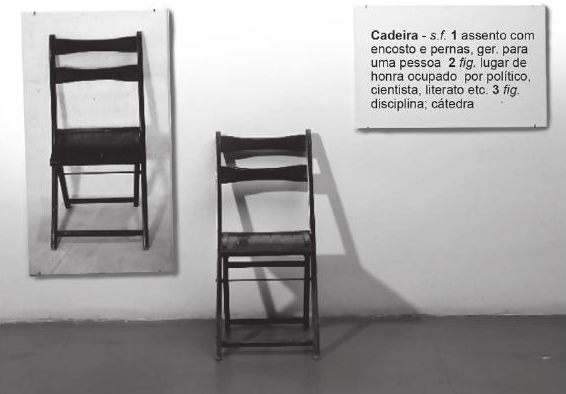 Cadeira - s.f. 1 assento com
encosto e pernas, ger. para
uma pessoa 2 fig. lugar de
honra ocupado por político,
cientista, literato etc. 3 fig.
disciplina; cátedra